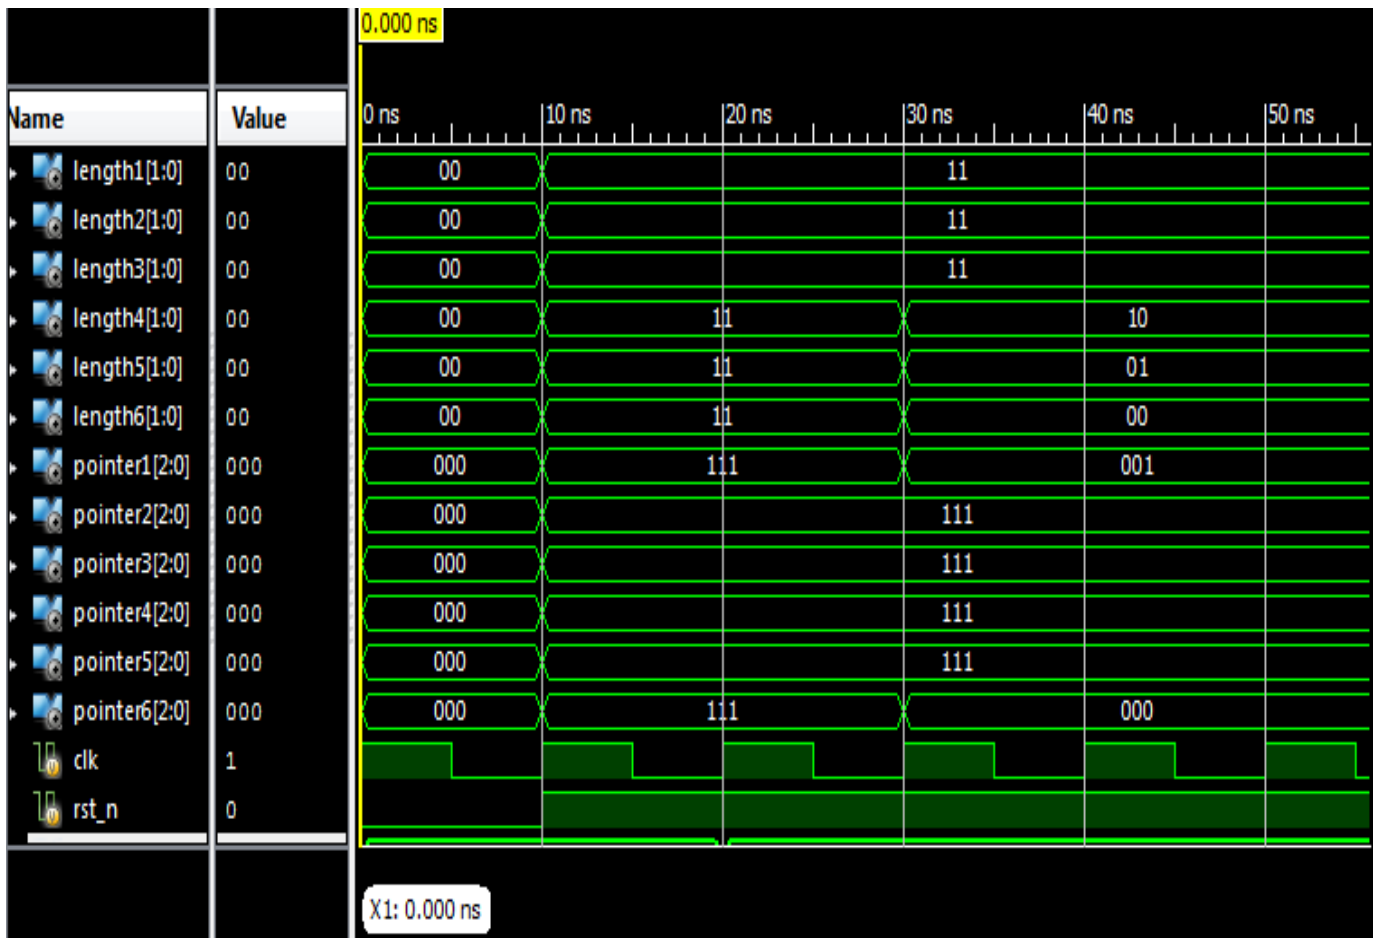 0.000 ns
Name Value 0 ns 10 ns 20 ns 30 ns 40 ns 50 ns
length1[1:0] 00 00 11
length2[1:0] 00 00 11
length3[1:0] 00 00 11
length4[1:0] 00 00 11 10
length5[1:0] 00 00 11 01
length6[1:0] 00 00 11 00
pointer1[2:0] 000 000 111 001
pointer2[2:0] 000 000 111
pointer3[2:0] 000 000 111
pointer4[2:0] 000 000 111
pointer5[2:0] 000 000 111
pointer6[2:0] 000 000 111 000
clk 1
rst_n 0
X1: 0.000 ns